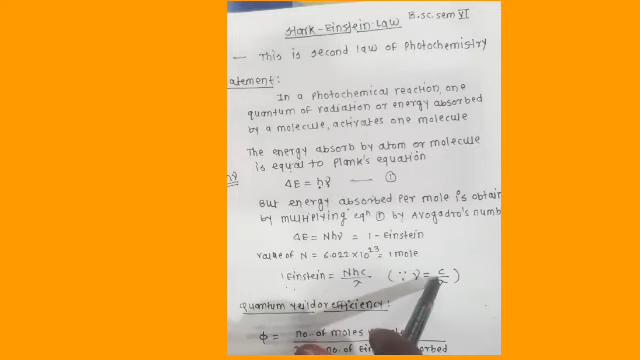 Stark-Einstein-Law B.sc.sem VI
— This is second law of Photochemistry
atement:
In a photochemical reaction, one
quantum of radiation or energy absorbed
by a molecule, activates one molecule
The energy absorb by atom or molecule
is equal to Plank's equation
hν
ΔE = hν — ①
But energy absorbed per mole is obtain
by multiplying eqⁿ ① by Avogadro's numb
ΔE = Nhν = 1-Einstein
value of N = 6.022 × 10²³ = 1 mole
1 Einstein = Nhc/λ (∵ ν = c/λ)
Quantum yeild or efficiency:
Φ = no. of moles
no. of Ein orbed